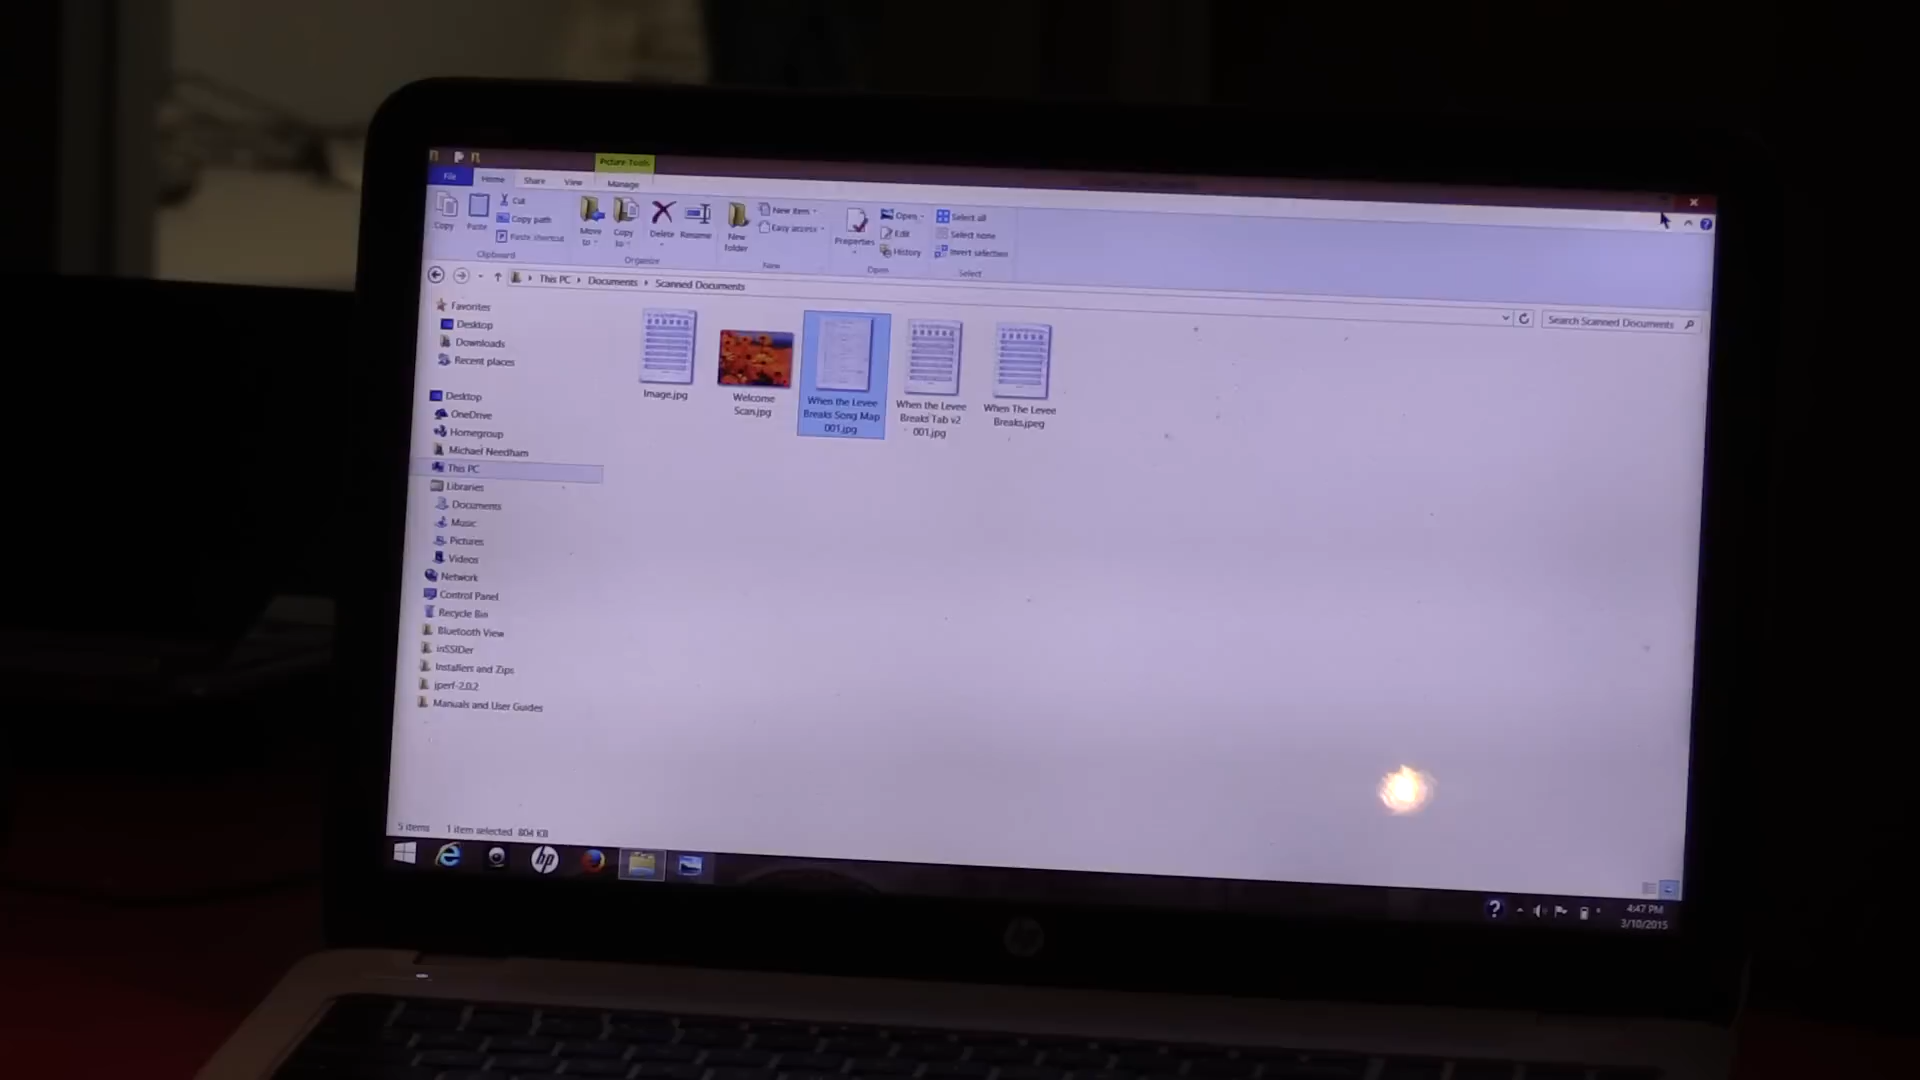 Picture Tools
File Home Share View Manage
Copy
Paste
Cut
Copy path
Paste shortcut
Clipboard
Move to
Copy to
Delete
Rename
Organize
New folder
New item
Easy access
New
Properties
Open
Edit
History
Open
Select all
Select none
Invert selection
Select
This PC Documents Scanned Documents
Search Scanned Documents
Favorites
Desktop
Downloads
Recent places
Desktop
OneDrive
Homegroup
Michael Needham
This PC
Libraries
Documents
Music
Pictures
Videos
Network
Control Panel
Recycle Bin
Bluetooth View
inSSIDer
Installers and Zips
jperf-2.0.2
Manuals and User Guides
Image.jpg
Welcome
Scan.jpg
When the Levee
Breaks Song Map
001.jpg
When the Levee
Breaks Tab v2
001.jpg
When The Levee
Breaks.jpeg
5 items 1 item selected 804 KB
hp
4:47 PM
3/10/2015
hp